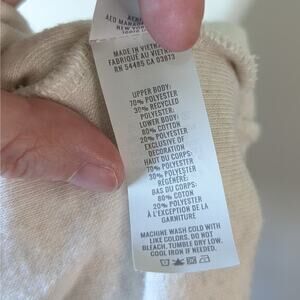 MADE IN VIETNAM
FABRIQUÉ AU VIETNAM
RN 54485 CA 03873
UPPER BODY:
70% POLYESTER
30% RECYCLED
POLYESTER;
LOWER BODY:
80% COTTON
20% POLYESTER
EXCLUSIVE OF
DECORATION
HAUT DU CORPS:
70% POLYESTER
30% POLYESTER
RÉGÉNÉRÉ;
BAS DU CORPS:
80% COTON
20% POLYESTER
À L'EXCEPTION DE LA
GARNITURE
MACHINE WASH COLD WITH
LIKE COLORS. DO NOT
BLEACH. TUMBLE DRY LOW.
COOL IRON IF NEEDED.